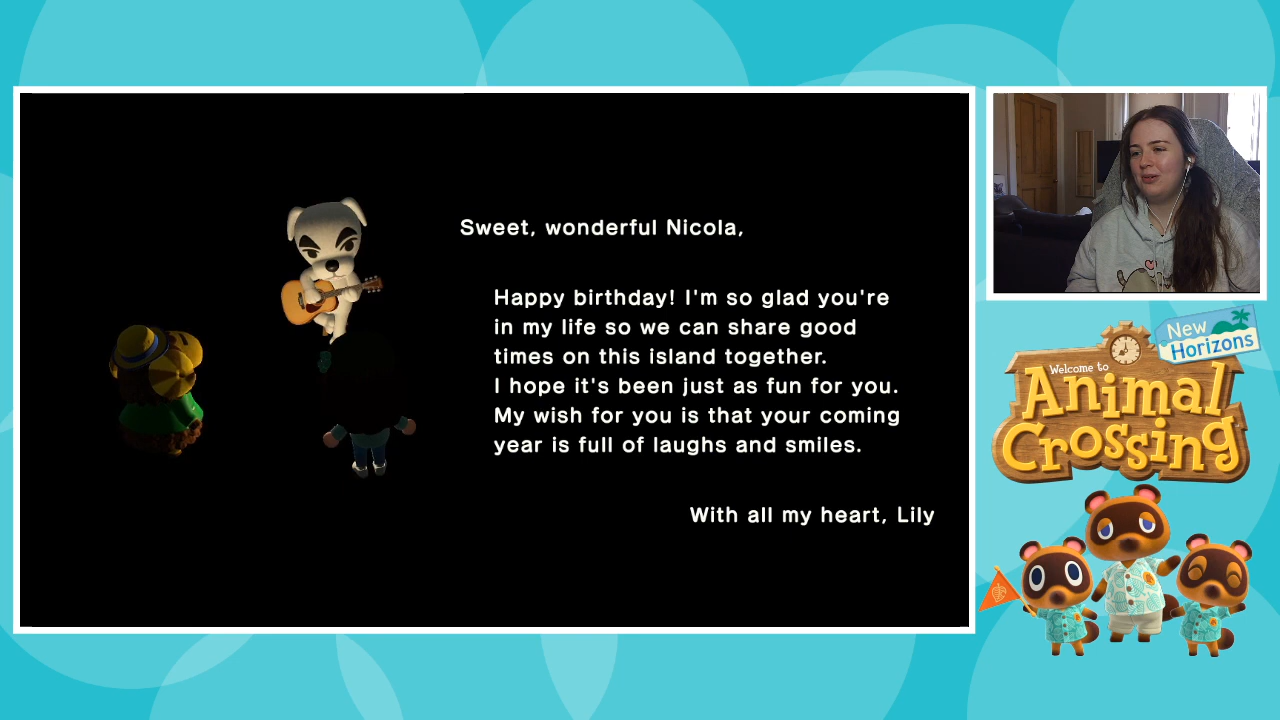 Sweet, wonderful Nicola,
Happy birthday! I'm so glad you're
in my life so we can share good
times on this island together.
I hope it's been just as fun for you.
My wish for you is that your coming
year is full of laughs and smiles.
With all my heart, Lily
New
Horizons
Welcome to
Animal
Crossing